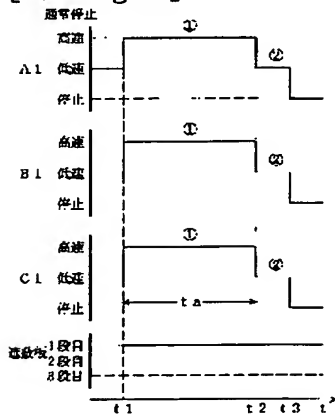 通常停止
高速
①
A1 低速
②
停止
高速
①
B1 低速
②
停止
高速
①
C1 低速
②
停止
ta
1段目
2段目
3段目
t1 t2 t3 t